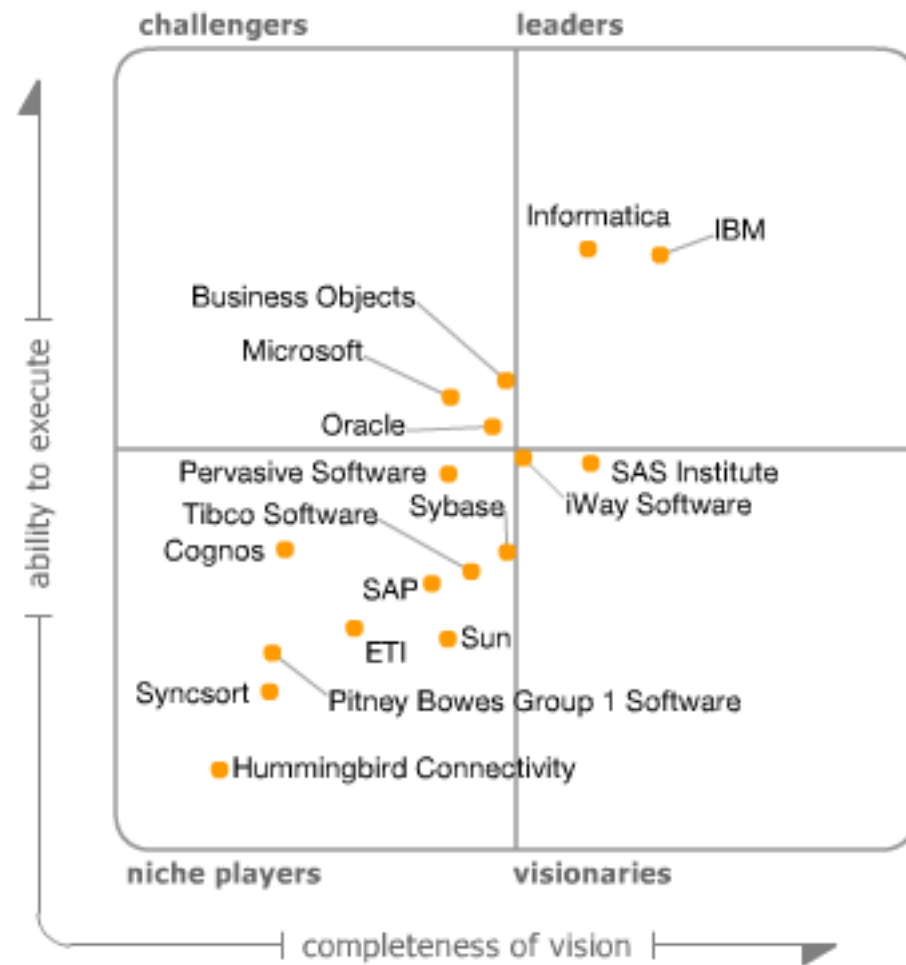 challengers
leaders
Informatica
IBM
Business Objects
Microsoft
Oracle
Pervasive Software
SAS Institute
Sybase
iWay Software
Tibco Software
Cognos
SAP
Sun
ETI
Syncsort
Pitney Bowes Group 1 Software
Hummingbird Connectivity
niche players
visionaries
ability to execute
completeness of vision